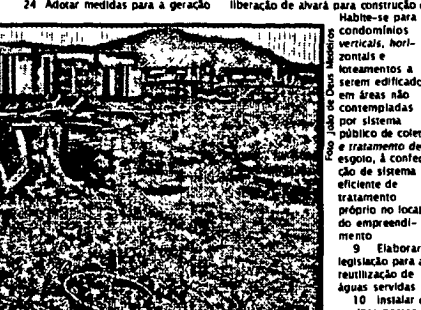 24 Adotar medidas para a geração
liberação de alvará para construção
Habite-se para
condomínios
verticais, hori-
zontais e
loteamentos a
serem edificados
em áreas não
contempladas
por sistema
público de cole
e tratamento de
esgoto, à confec
ção de sistema
eficiente de
tratamento
próprio no local
do empreendi-
mento
9 Elaborar
legislação para a
reutilização de
águas servidas
10 Instalar
Foto João de Deus Medeiros